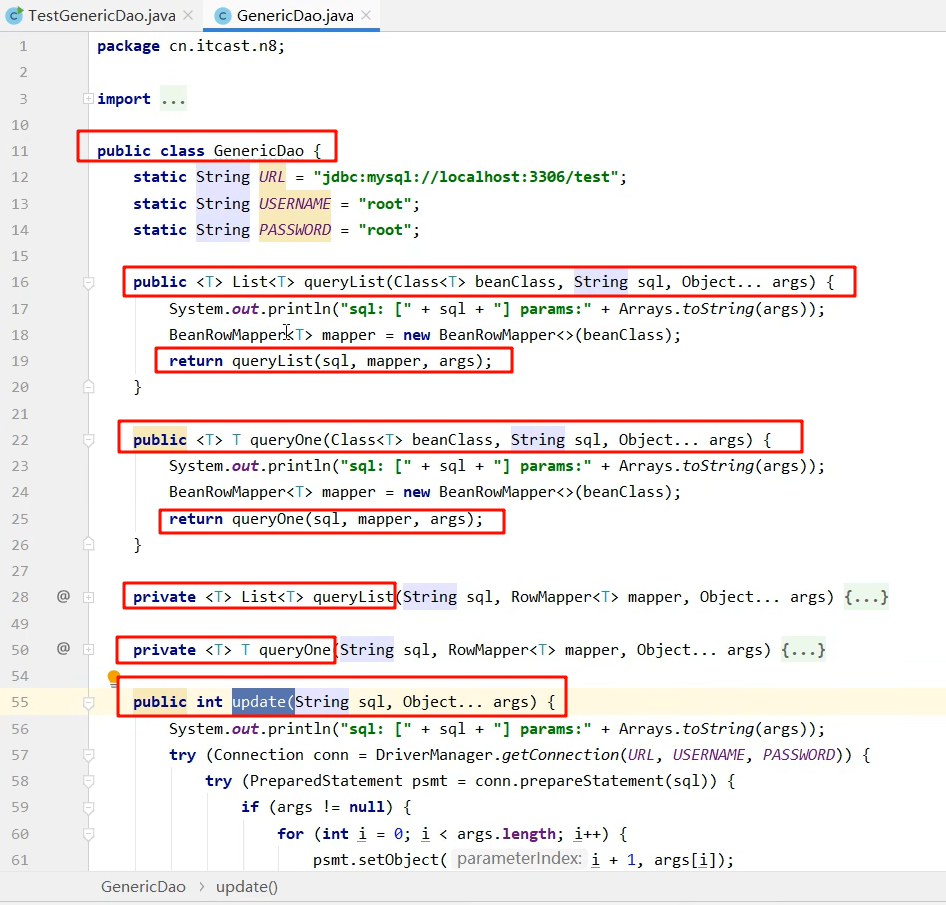 TestGenericDao.java
GenericDao.java
1 package cn.itcast.n8;
2
3 import ...
10
11 public class GenericDao {
12 static String URL = "jdbc:mysql://localhost:3306/test";
13 static String USERNAME = "root";
14 static String PASSWORD = "root";
15
16 public <T> List<T> queryList(Class<T> beanClass, String sql, Object... args) {
17 System.out.println("sql: [" + sql + "] params:" + Arrays.toString(args));
18 BeanRowMapper<T> mapper = new BeanRowMapper<>(beanClass);
19 return queryList(sql, mapper, args);
20 }
21
22 public <T> T queryOne(Class<T> beanClass, String sql, Object... args) {
23 System.out.println("sql: [" + sql + "] params:" + Arrays.toString(args));
24 BeanRowMapper<T> mapper = new BeanRowMapper<>(beanClass);
25 return queryOne(sql, mapper, args);
26 }
27
28 @ private <T> List<T> queryList(String sql, RowMapper<T> mapper, Object... args) {...}
49
50 @ private <T> T queryOne(String sql, RowMapper<T> mapper, Object... args) {...}
54
55 public int update(String sql, Object... args) {
56 System.out.println("sql: [" + sql + "] params:" + Arrays.toString(args));
57 try (Connection conn = DriverManager.getConnection(URL, USERNAME, PASSWORD)) {
58 try (PreparedStatement psmt = conn.prepareStatement(sql)) {
59 if (args != null) {
60 for (int i = 0; i < args.length; i++) {
61 psmt.setObject( parameterIndex: i + 1, args[i]);
GenericDao › update()